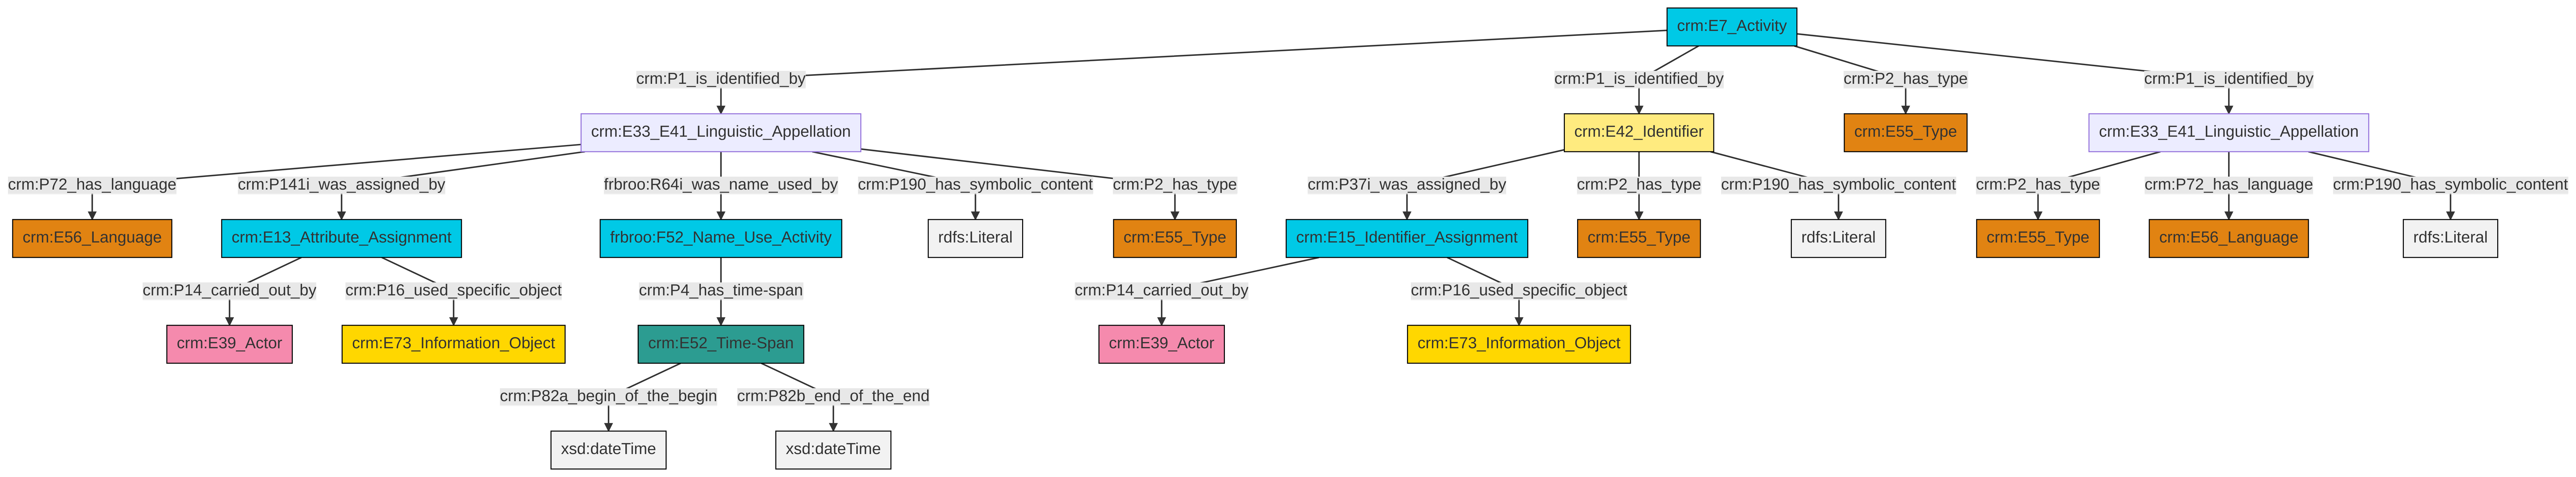 crm:E7_Activity
crm:P1_is_identified_by
crm:P1_is_identified_by
crm:P2_has_type
crm:P1_is_identified_by
crm:E33_E41_Linguistic_Appellation
crm:E42_Identifier
crm:E55_Type
crm:E33_E41_Linguistic_Appellation
crm:P72_has_language
crm:P141i_was_assigned_by
frbroo:R64i_was_name_used_by
crm:P190_has_symbolic_content
crm:P2_has_type
crm:P37i_was_assigned_by
crm:P2_has_type
crm:P190_has_symbolic_content
crm:P2_has_type
crm:P72_has_language
crm:P190_has_symbolic_content
crm:E56_Language
crm:E13_Attribute_Assignment
frbroo:F52_Name_Use_Activity
rdfs:Literal
crm:E55_Type
crm:E15_Identifier_Assignment
crm:E55_Type
rdfs:Literal
crm:E55_Type
crm:E56_Language
rdfs:Literal
crm:P14_carried_out_by
crm:P16_used_specific_object
crm:P4_has_time-span
crm:P14_carried_out_by
crm:P16_used_specific_object
crm:E39_Actor
crm:E73_Information_Object
crm:E52_Time-Span
crm:E39_Actor
crm:E73_Information_Object
crm:P82a_begin_of_the_begin
crm:P82b_end_of_the_end
xsd:dateTime
xsd:dateTime